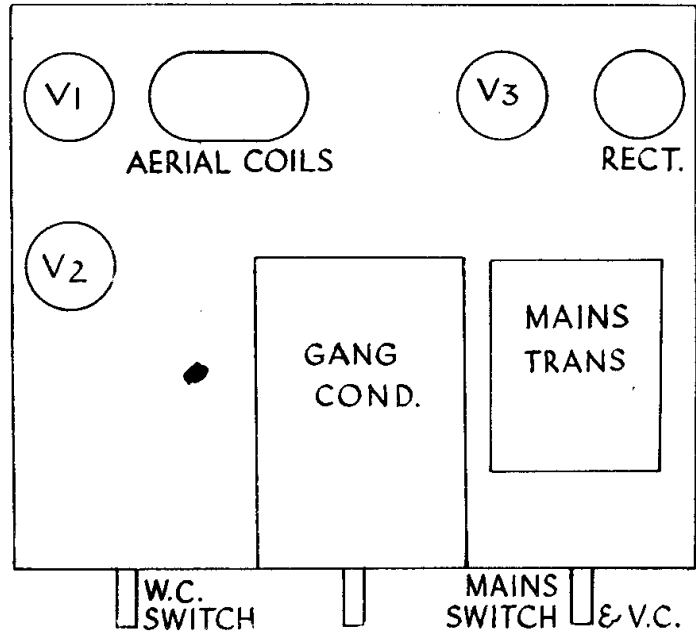 V1
V3
AERIAL COILS
RECT.
V2
GANG
COND.
MAINS
TRANS
W.C.
SWITCH
MAINS
SWITCH & V.C.